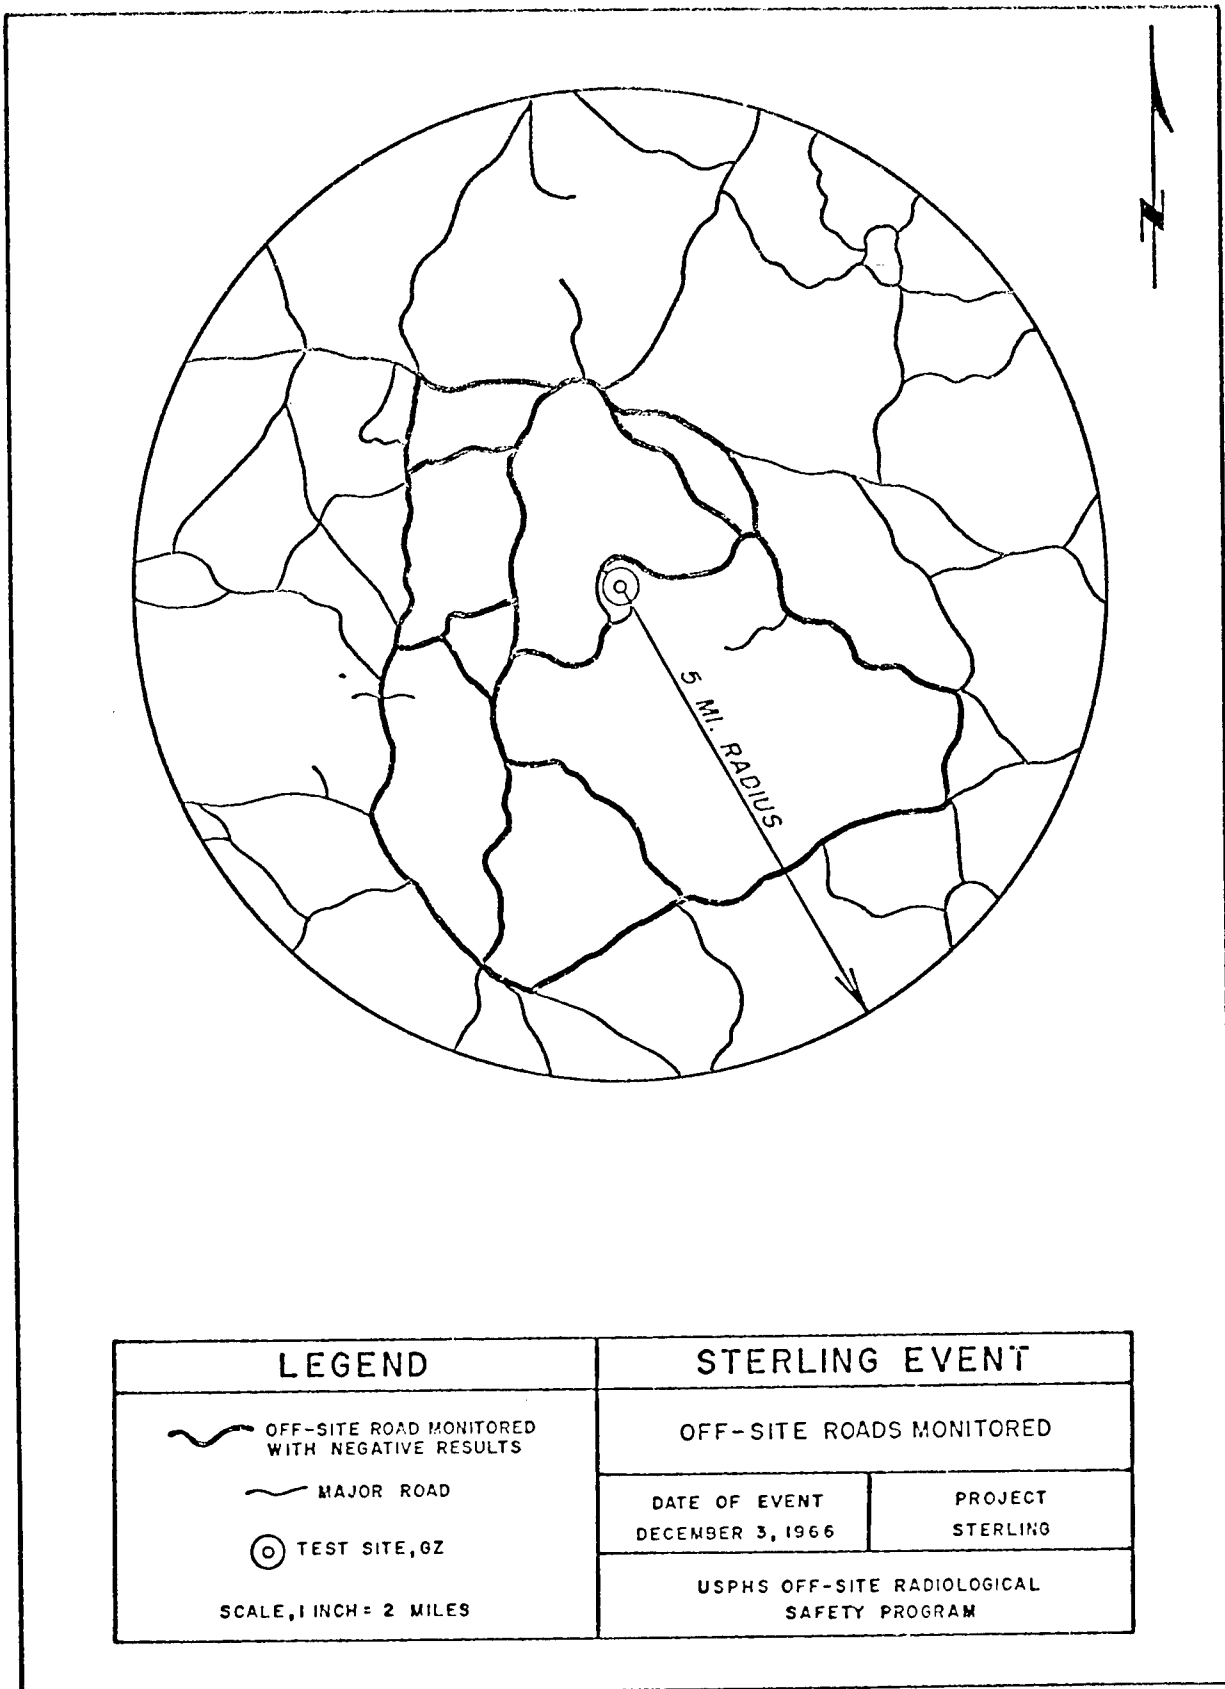 N
5 MI. RADIUS
LEGEND
OFF-SITE ROAD MONITORED
WITH NEGATIVE RESULTS
MAJOR ROAD
TEST SITE, GZ
SCALE, 1 INCH = 2 MILES
STERLING EVENT
OFF-SITE ROADS MONITORED
DATE OF EVENT
DECEMBER 3, 1966
PROJECT
STERLING
USPHS OFF-SITE RADIOLOGICAL
SAFETY PROGRAM